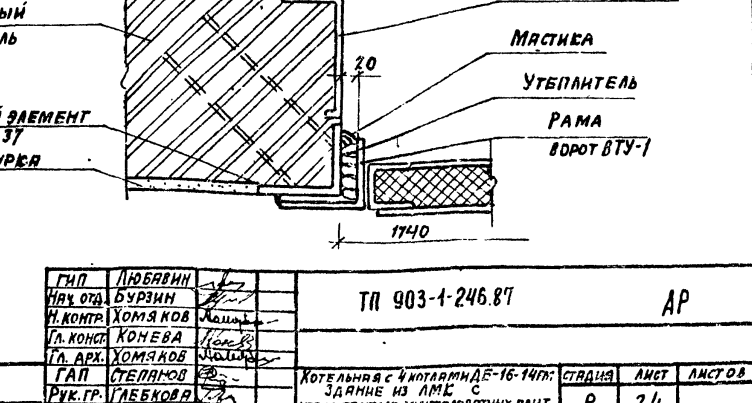 МАСТИКА
20
УТЕПЛИТЕЛЬ
ЭЛЕМЕНТ
37
РАМА
ВОРОТ ВТУ-1
1740
ГИП ЛЮБАВИН
НАЧ. ОТД. БУРЗИН
Н. КОНТР. ХОМЯКОВ
ГЛ. КОНСТ. КОНЕВА
ГЛ. АРХ. ХОМЯКОВ
ГАП СТЕПАНОВ
РУК. ГР. ГЛЕБКОВА
ТП 903-1-246.87 АР
КОТЕЛЬНАЯ С 4 КОТЛАМИ ДЕ-16-14ГМ;
ЗДАНИЕ ИЗ ЛМК С
СТАДИЯ ЛИСТ ЛИСТОВ
Р 24